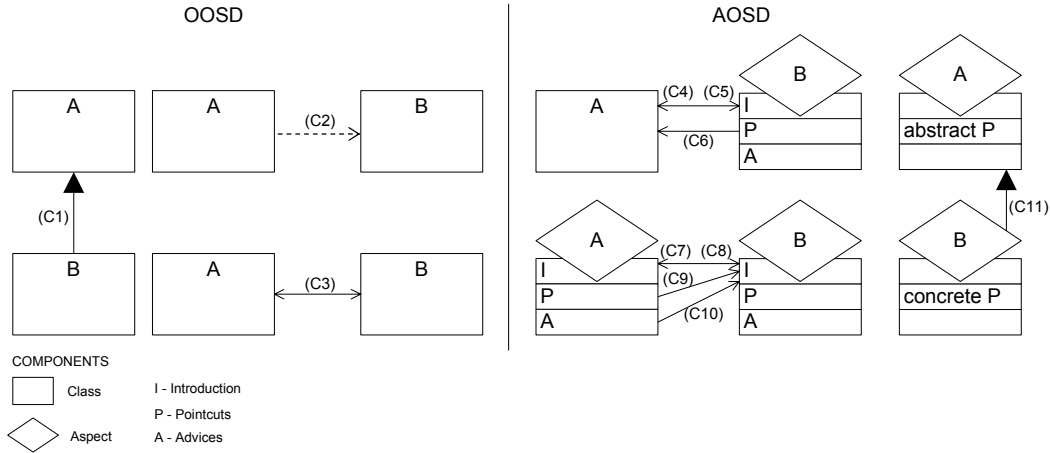 OOSD
AOSD
A
A
(C2)
B
(C1)
B
A
(C3)
B
A
(C4) (C5)
(C6)
B
I
P
A
A
abstract P
(C11)
A
I
P
A
(C7) (C8)
(C9)
(C10)
B
I
P
A
B
concrete P
COMPONENTS
Class
Aspect
I - Introduction
P - Pointcuts
A - Advices